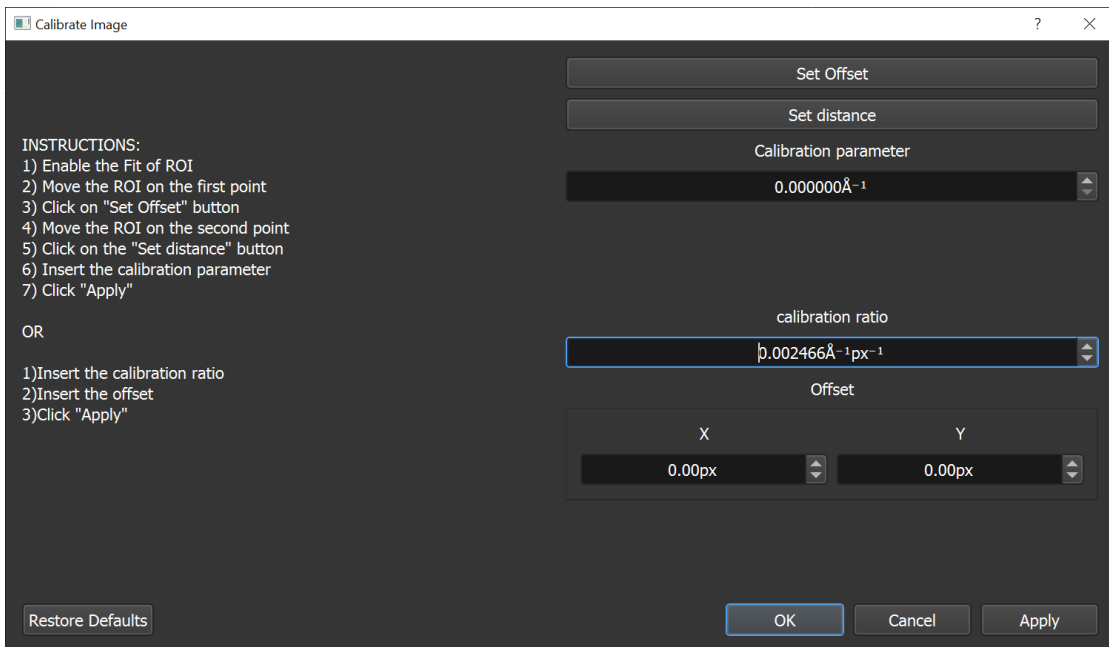 Calibrate Image
?
INSTRUCTIONS:
1) Enable the Fit of ROI
2) Move the ROI on the first point
3) Click on "Set Offset" button
4) Move the ROI on the second point
5) Click on the "Set distance" button
6) Insert the calibration parameter
7) Click "Apply"
OR
1)Insert the calibration ratio
2)Insert the offset
3)Click "Apply"
Set Offset
Set distance
Calibration parameter
0.000000Å⁻¹
calibration ratio
0.002466Å⁻¹px⁻¹
Offset
X Y
0.00px 0.00px
Restore Defaults OK Cancel Apply